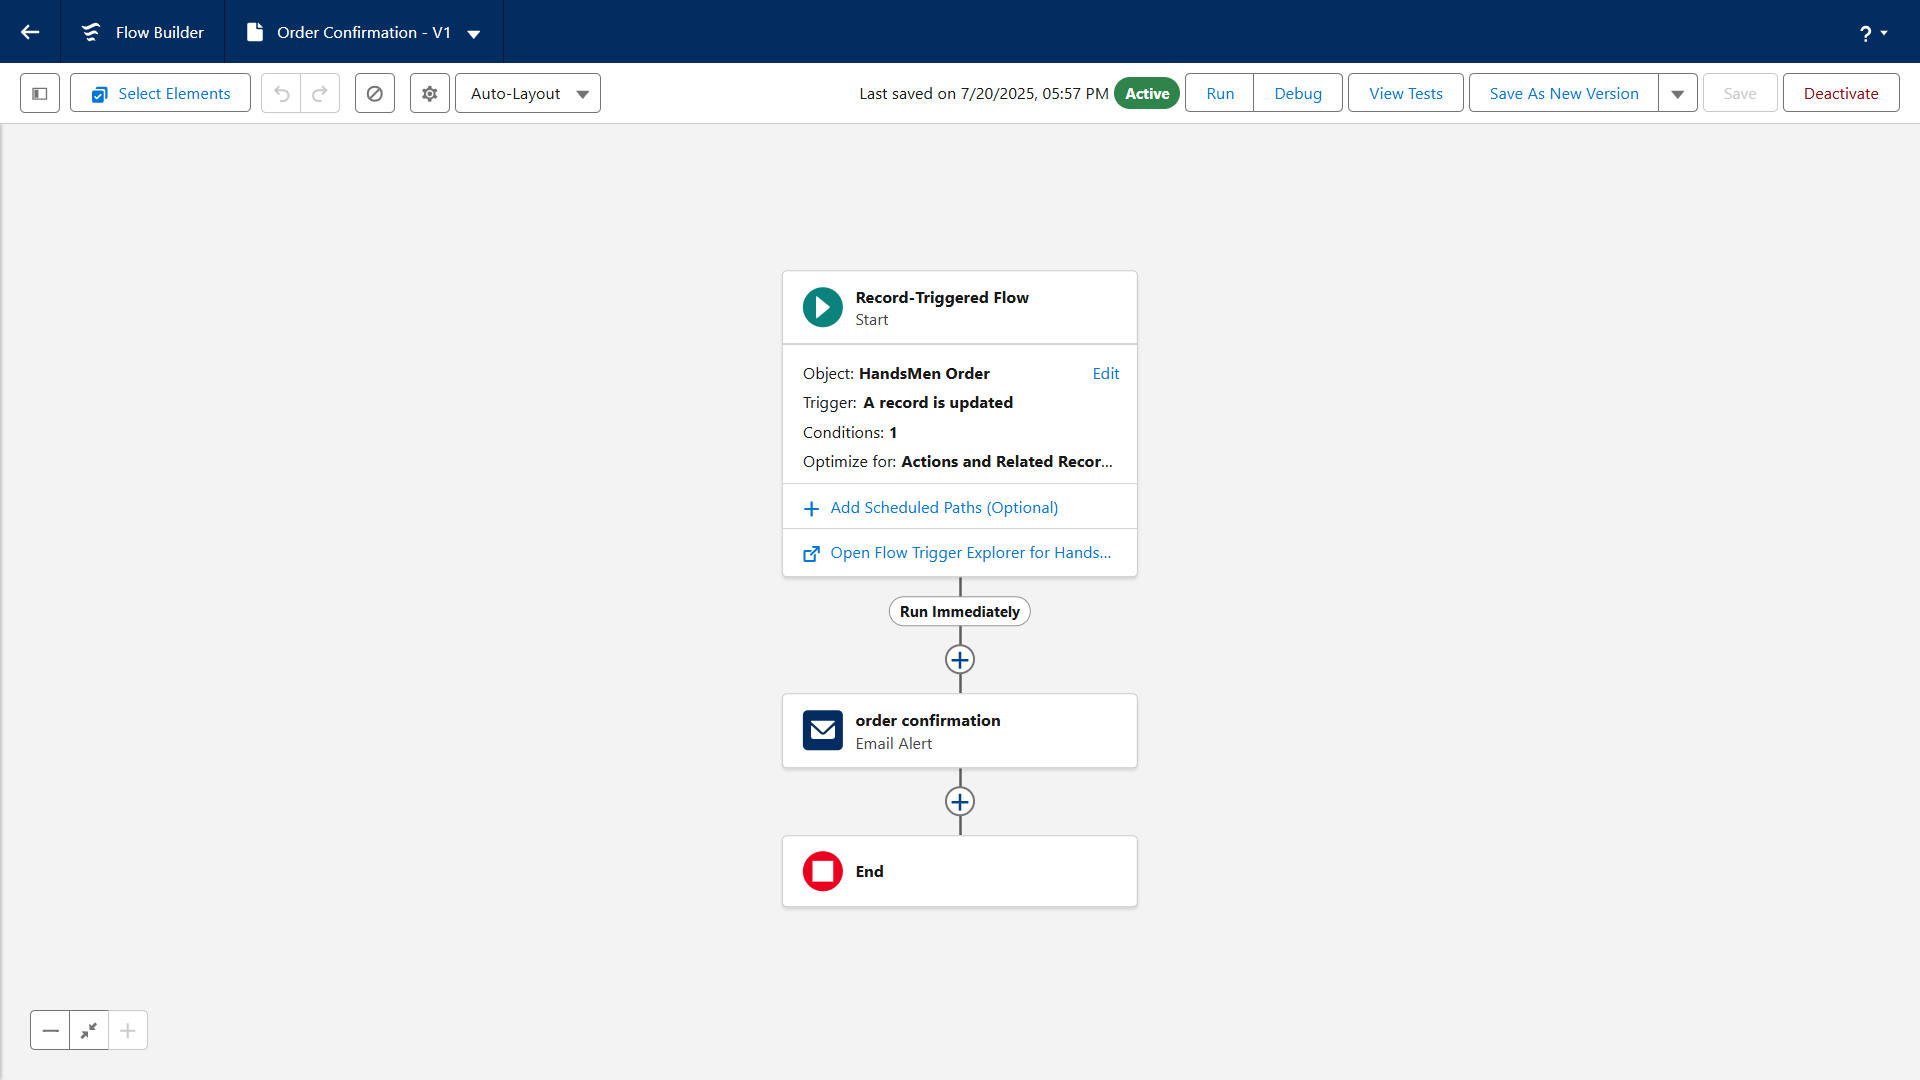 Flow Builder
Order Confirmation - V1
?
Select Elements
Auto-Layout
Last saved on 7/20/2025, 05:57 PM
Active
Run
Debug
View Tests
Save As New Version
Save
Deactivate
Record-Triggered Flow
Start
Object: HandsMen Order
Edit
Trigger: A record is updated
Conditions: 1
Optimize for: Actions and Related Recor...
Add Scheduled Paths (Optional)
Open Flow Trigger Explorer for Hands...
Run Immediately
order confirmation
Email Alert
End